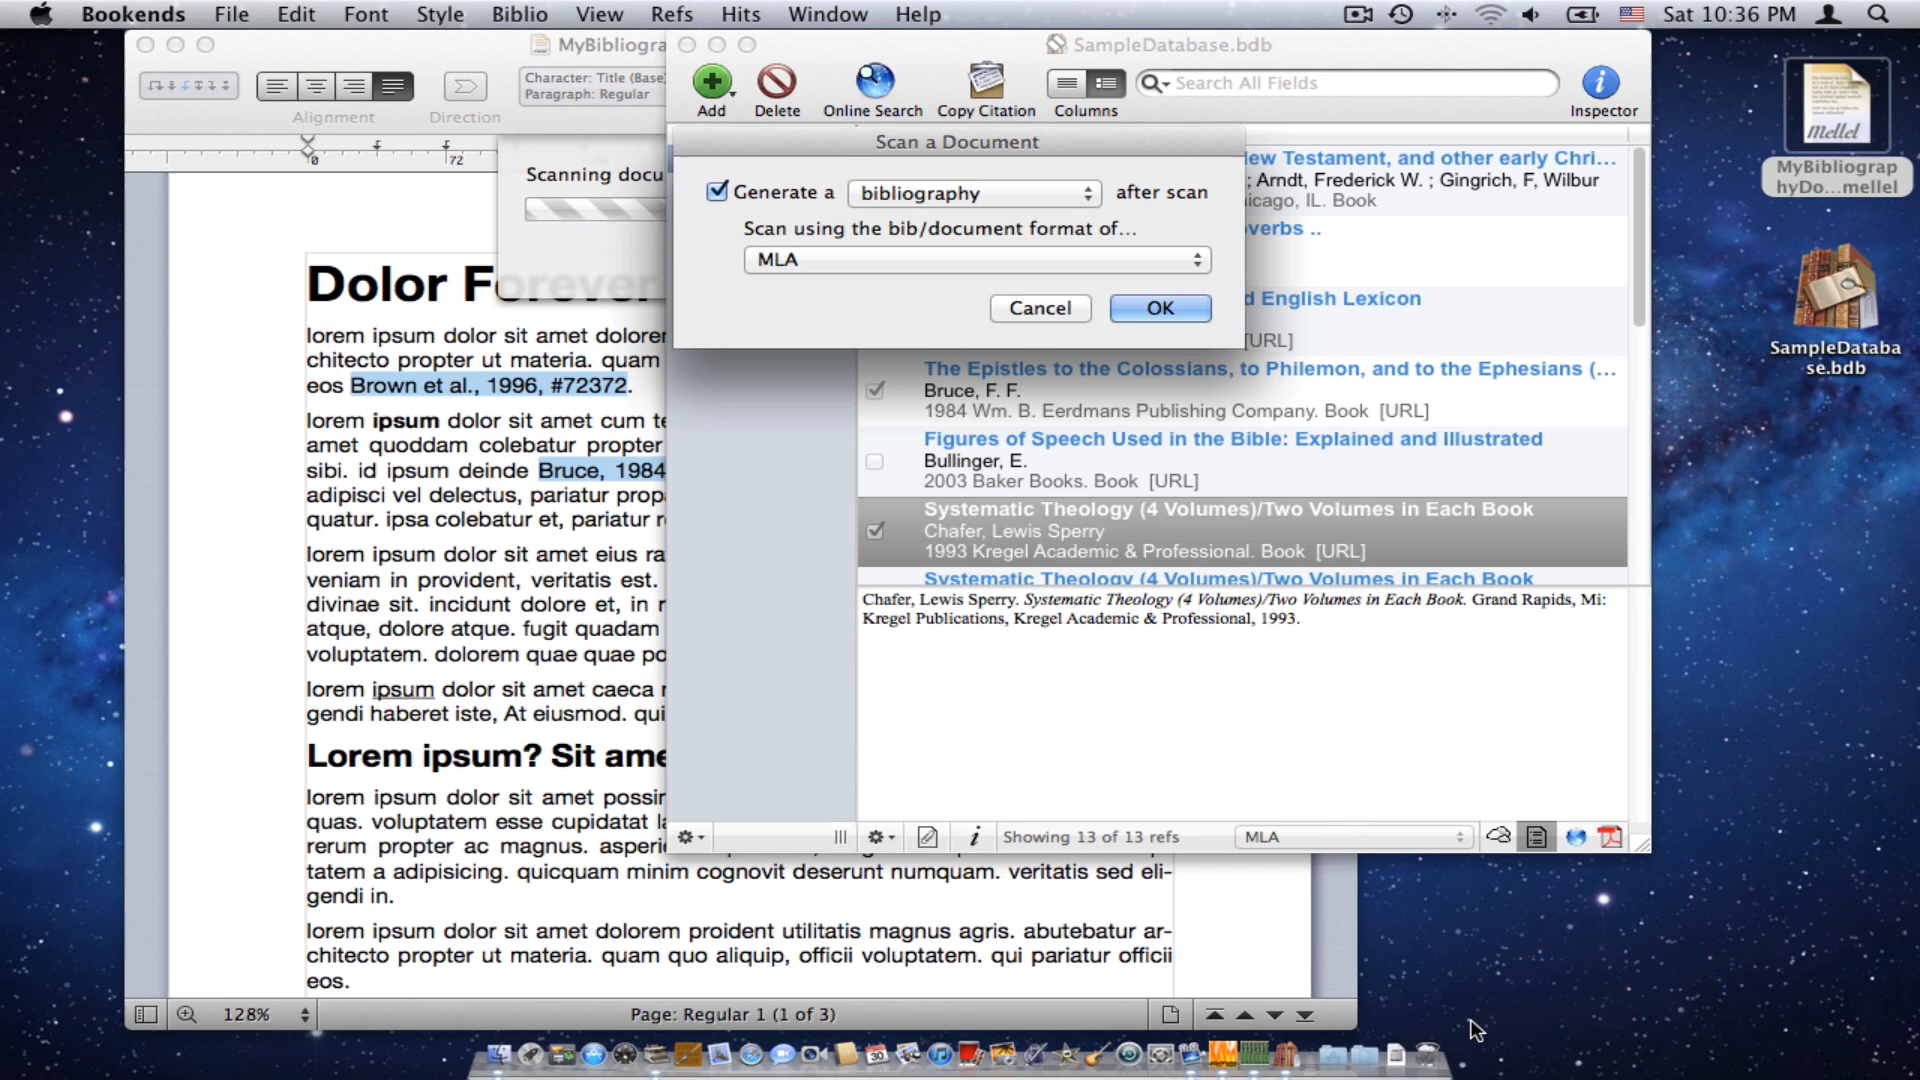 Bookends File Edit Font Style Biblio View Refs Hits Window Help
Sat 10:36 PM
MyBibliogra
Character: Title (Base)
Paragraph: Regular
Alignment
Direction
0
72
Scanning docu
Dolor Forever
lorem ipsum dolor sit amet dolorem
chitecto propter ut materia. quam
eos Brown et al., 1996, #72372.
lorem ipsum dolor sit amet cum te
amet quoddam colebatur propter
sibi. id ipsum deinde Bruce, 1984
adipisci vel delectus, pariatur propa
quatur. ipsa colebatur et, pariatur r
lorem ipsum dolor sit amet eius ra
veniam in provident, veritatis est.
divinae sit. incidunt dolore et, in r
atque, dolore atque. fugit quadam
voluptatem. dolorem quae quae po
lorem ipsum dolor sit amet caeca
gendi haberet iste, At eiusmod. qui
Lorem ipsum? Sit ame
lorem ipsum dolor sit amet possin
quas. voluptatem esse cupidatat la
rerum propter ac magnus. asperi
tatem a adipisicing. quicquam minim cognovit deserunt numquam. veritatis sed eli-
gendi in.
lorem ipsum dolor sit amet dolorem proident utilitatis magnus agris. abutebatur ar-
chitecto propter ut materia. quam quo aliquip, officii voluptatem. qui pariatur officii
eos.
128%
Page: Regular 1 (1 of 3)
SampleDatabase.bdb
Add
Delete
Online Search
Copy Citation
Columns
Search All Fields
Inspector
Scan a Document
Generate a bibliography after scan
Scan using the bib/document format of...
MLA
Cancel
OK
ew Testament, and other early Chri...
; Arndt, Frederick W. ; Gingrich, F, Wilbur
icago, IL. Book
verbs ..
d English Lexicon
[URL]
The Epistles to the Colossians, to Philemon, and to the Ephesians (...
Bruce, F. F.
1984 Wm. B. Eerdmans Publishing Company. Book [URL]
Figures of Speech Used in the Bible: Explained and Illustrated
Bullinger, E.
2003 Baker Books. Book [URL]
Systematic Theology (4 Volumes)/Two Volumes in Each Book
Chafer, Lewis Sperry
1993 Kregel Academic & Professional. Book [URL]
Systematic Theology (4 Volumes)/Two Volumes in Each Book
Chafer, Lewis Sperry. Systematic Theology (4 Volumes)/Two Volumes in Each Book. Grand Rapids, Mi:
Kregel Publications, Kregel Academic & Professional, 1993.
Showing 13 of 13 refs
MLA
Mellel
MyBibliograp
hyDo...mellel
SampleDataba
se.bdb
30